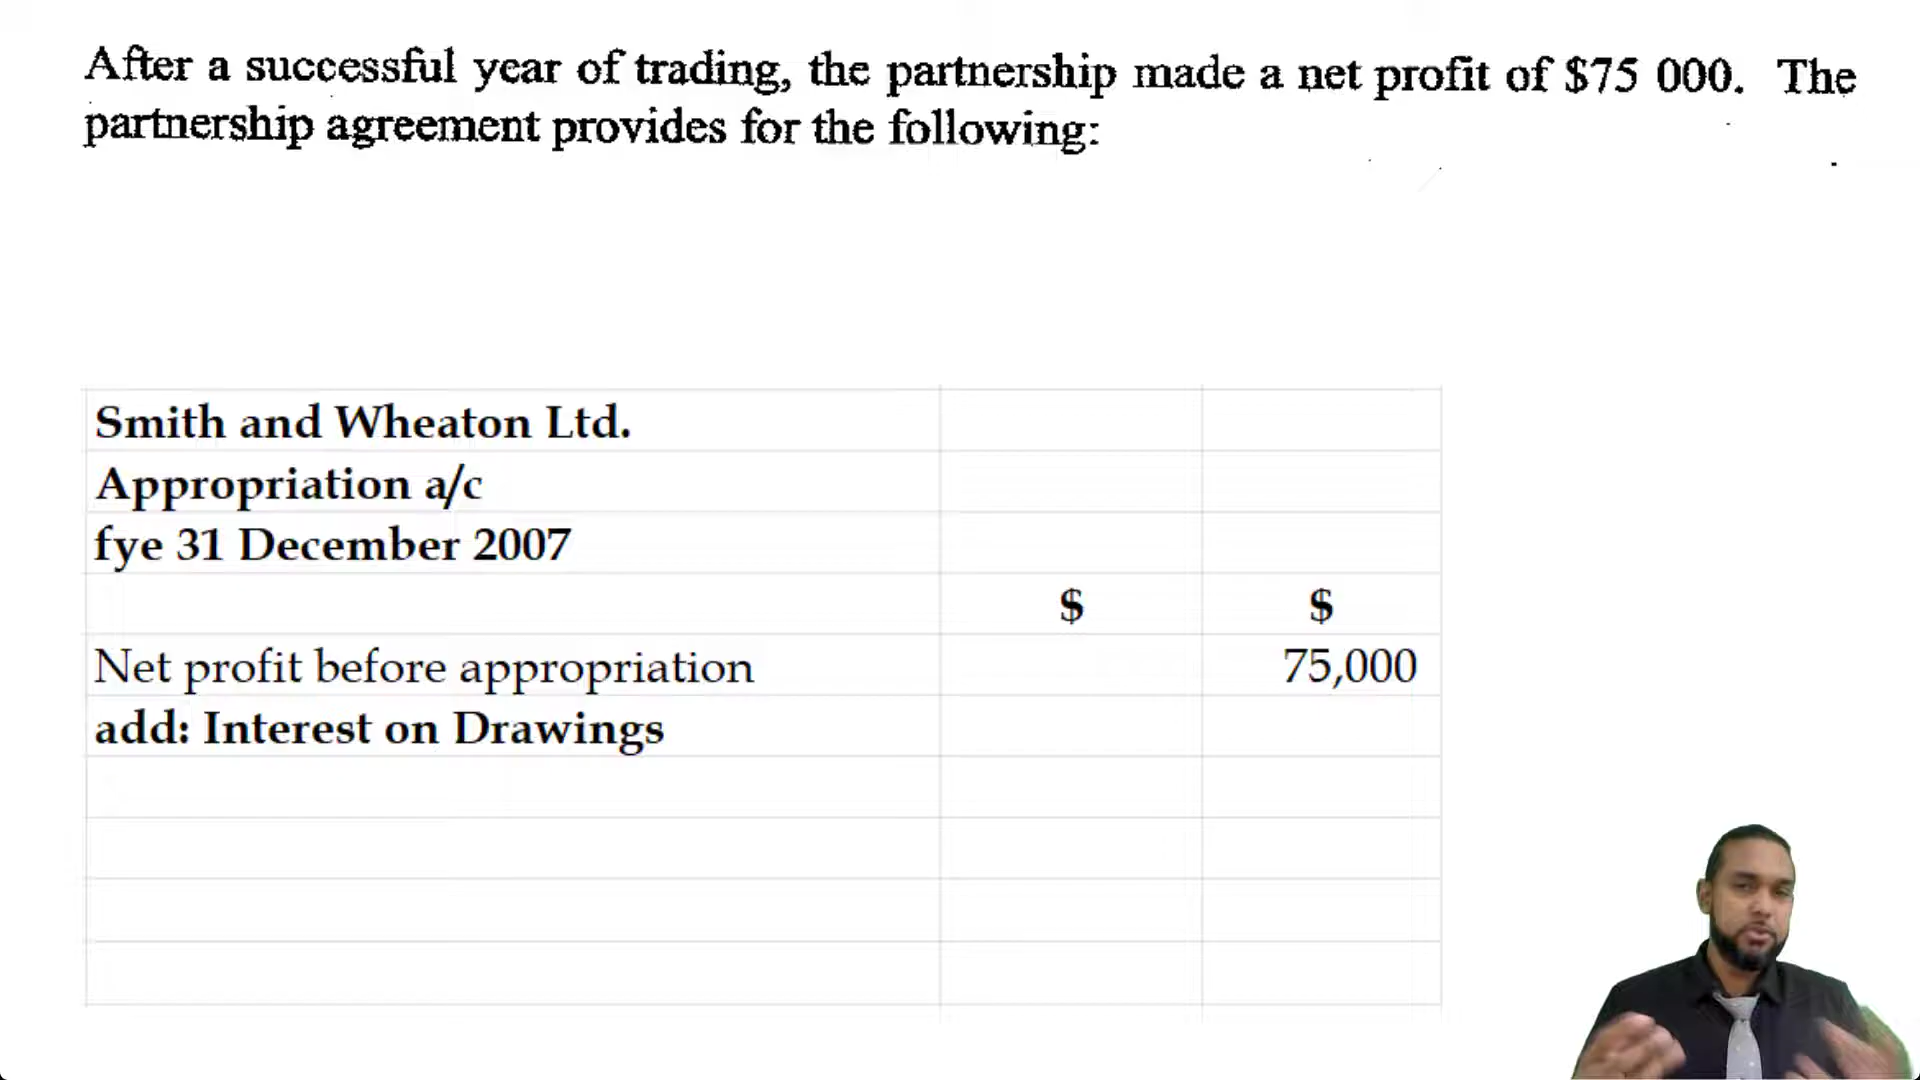 After a successful year of trading, the partnership made a net profit of $75 000. The
partnership agreement provides for the following:
Smith and Wheaton Ltd.
Appropriation a/c
fye 31 December 2007
$ $
Net profit before appropriation 75,000
add: Interest on Drawings